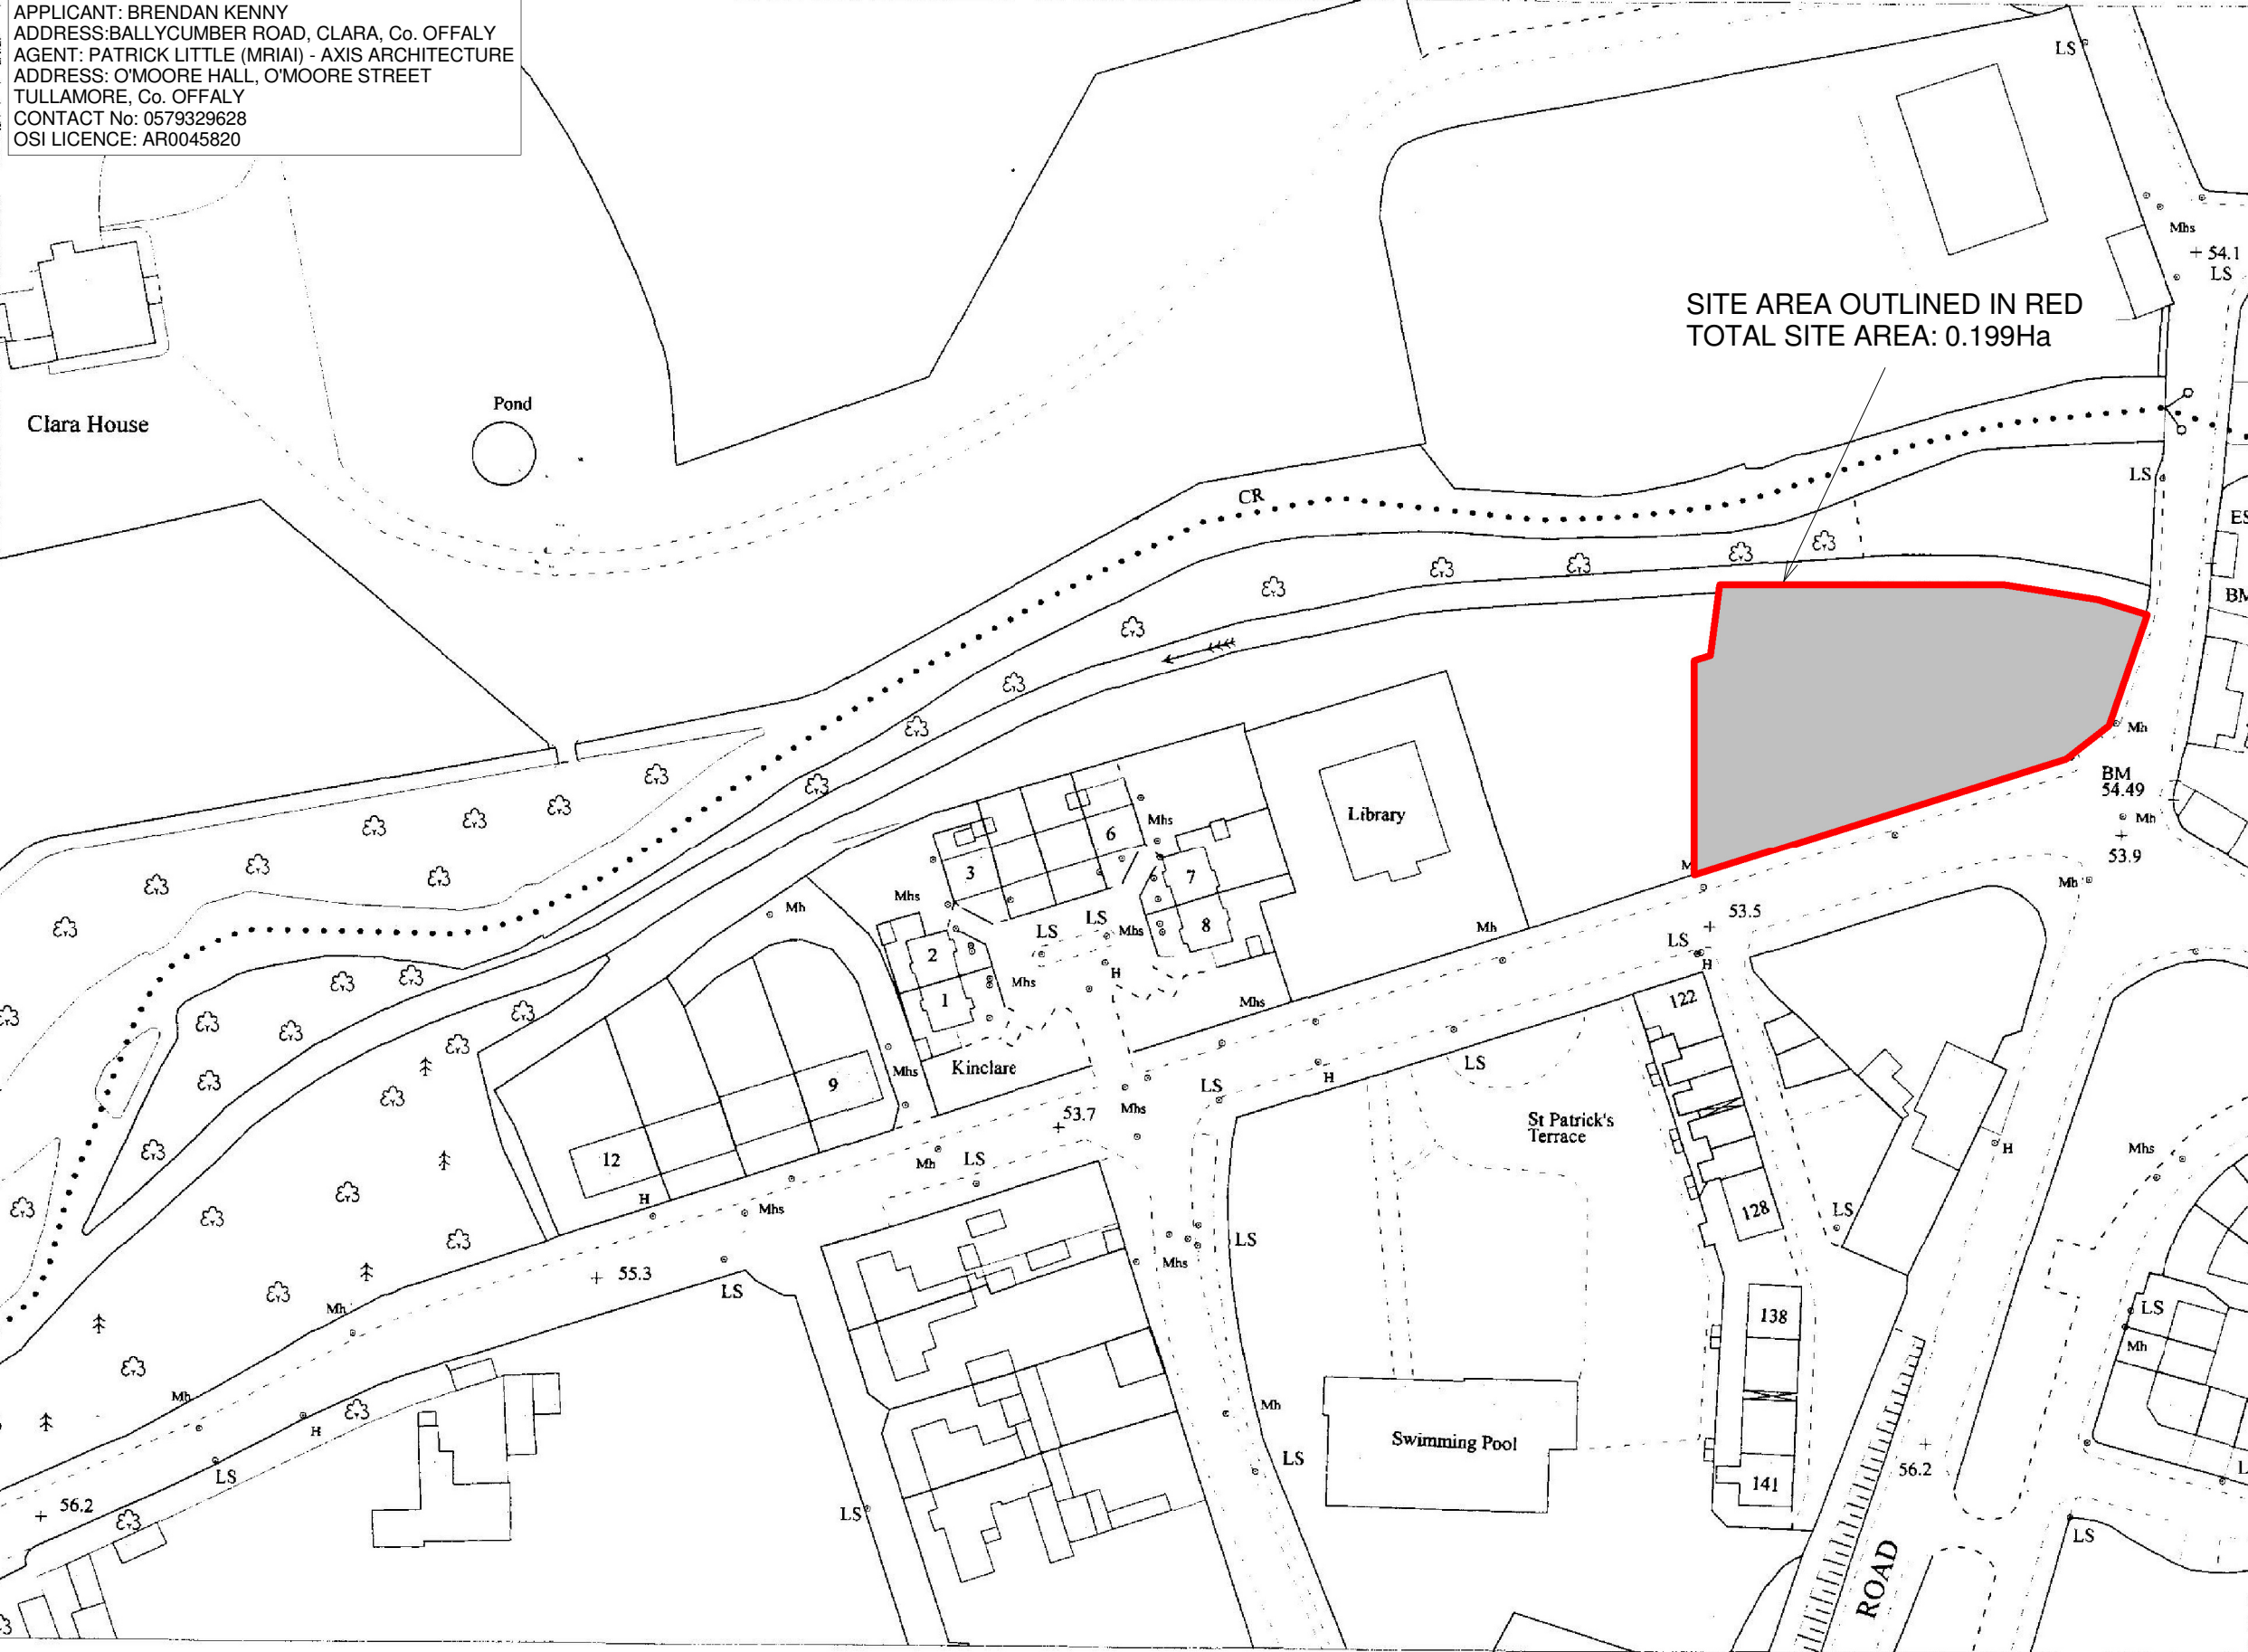 APPLICANT: BRENDAN KENNY
ADDRESS:BALLYCUMBER ROAD, CLARA, Co. OFFALY
AGENT: PATRICK LITTLE (MRIAI) - AXIS ARCHITECTURE
ADDRESS: O'MOORE HALL, O'MOORE STREET
TULLAMORE, Co. OFFALY
CONTACT No: 0579329628
OSI LICENCE: AR0045820
LS
Mhs
54.1
LS
SITE AREA OUTLINED IN RED
TOTAL SITE AREA: 0.199Ha
Clara House
Pond
CR
LS
ES
BM
Mh
BM
54.49
Mh
53.9
Mh
Library
Mhs
6
3
7
8
Mhs
Mh
LS
LS
Mhs
2
1
H
Mhs
Mhs
Mh
M
53.5
LS
H
122
9
Mhs
Kinclare
LS
H
LS
53.7
Mhs
St Patrick's
Terrace
12
Mh
LS
H
Mhs
H
Mhs
128
LS
LS
Mhs
55.3
LS
Mh
LS
Mh
138
Mh
Mh
H
LS
Swimming Pool
LS
141
56.2
L
56.2
LS
LS
ROAD